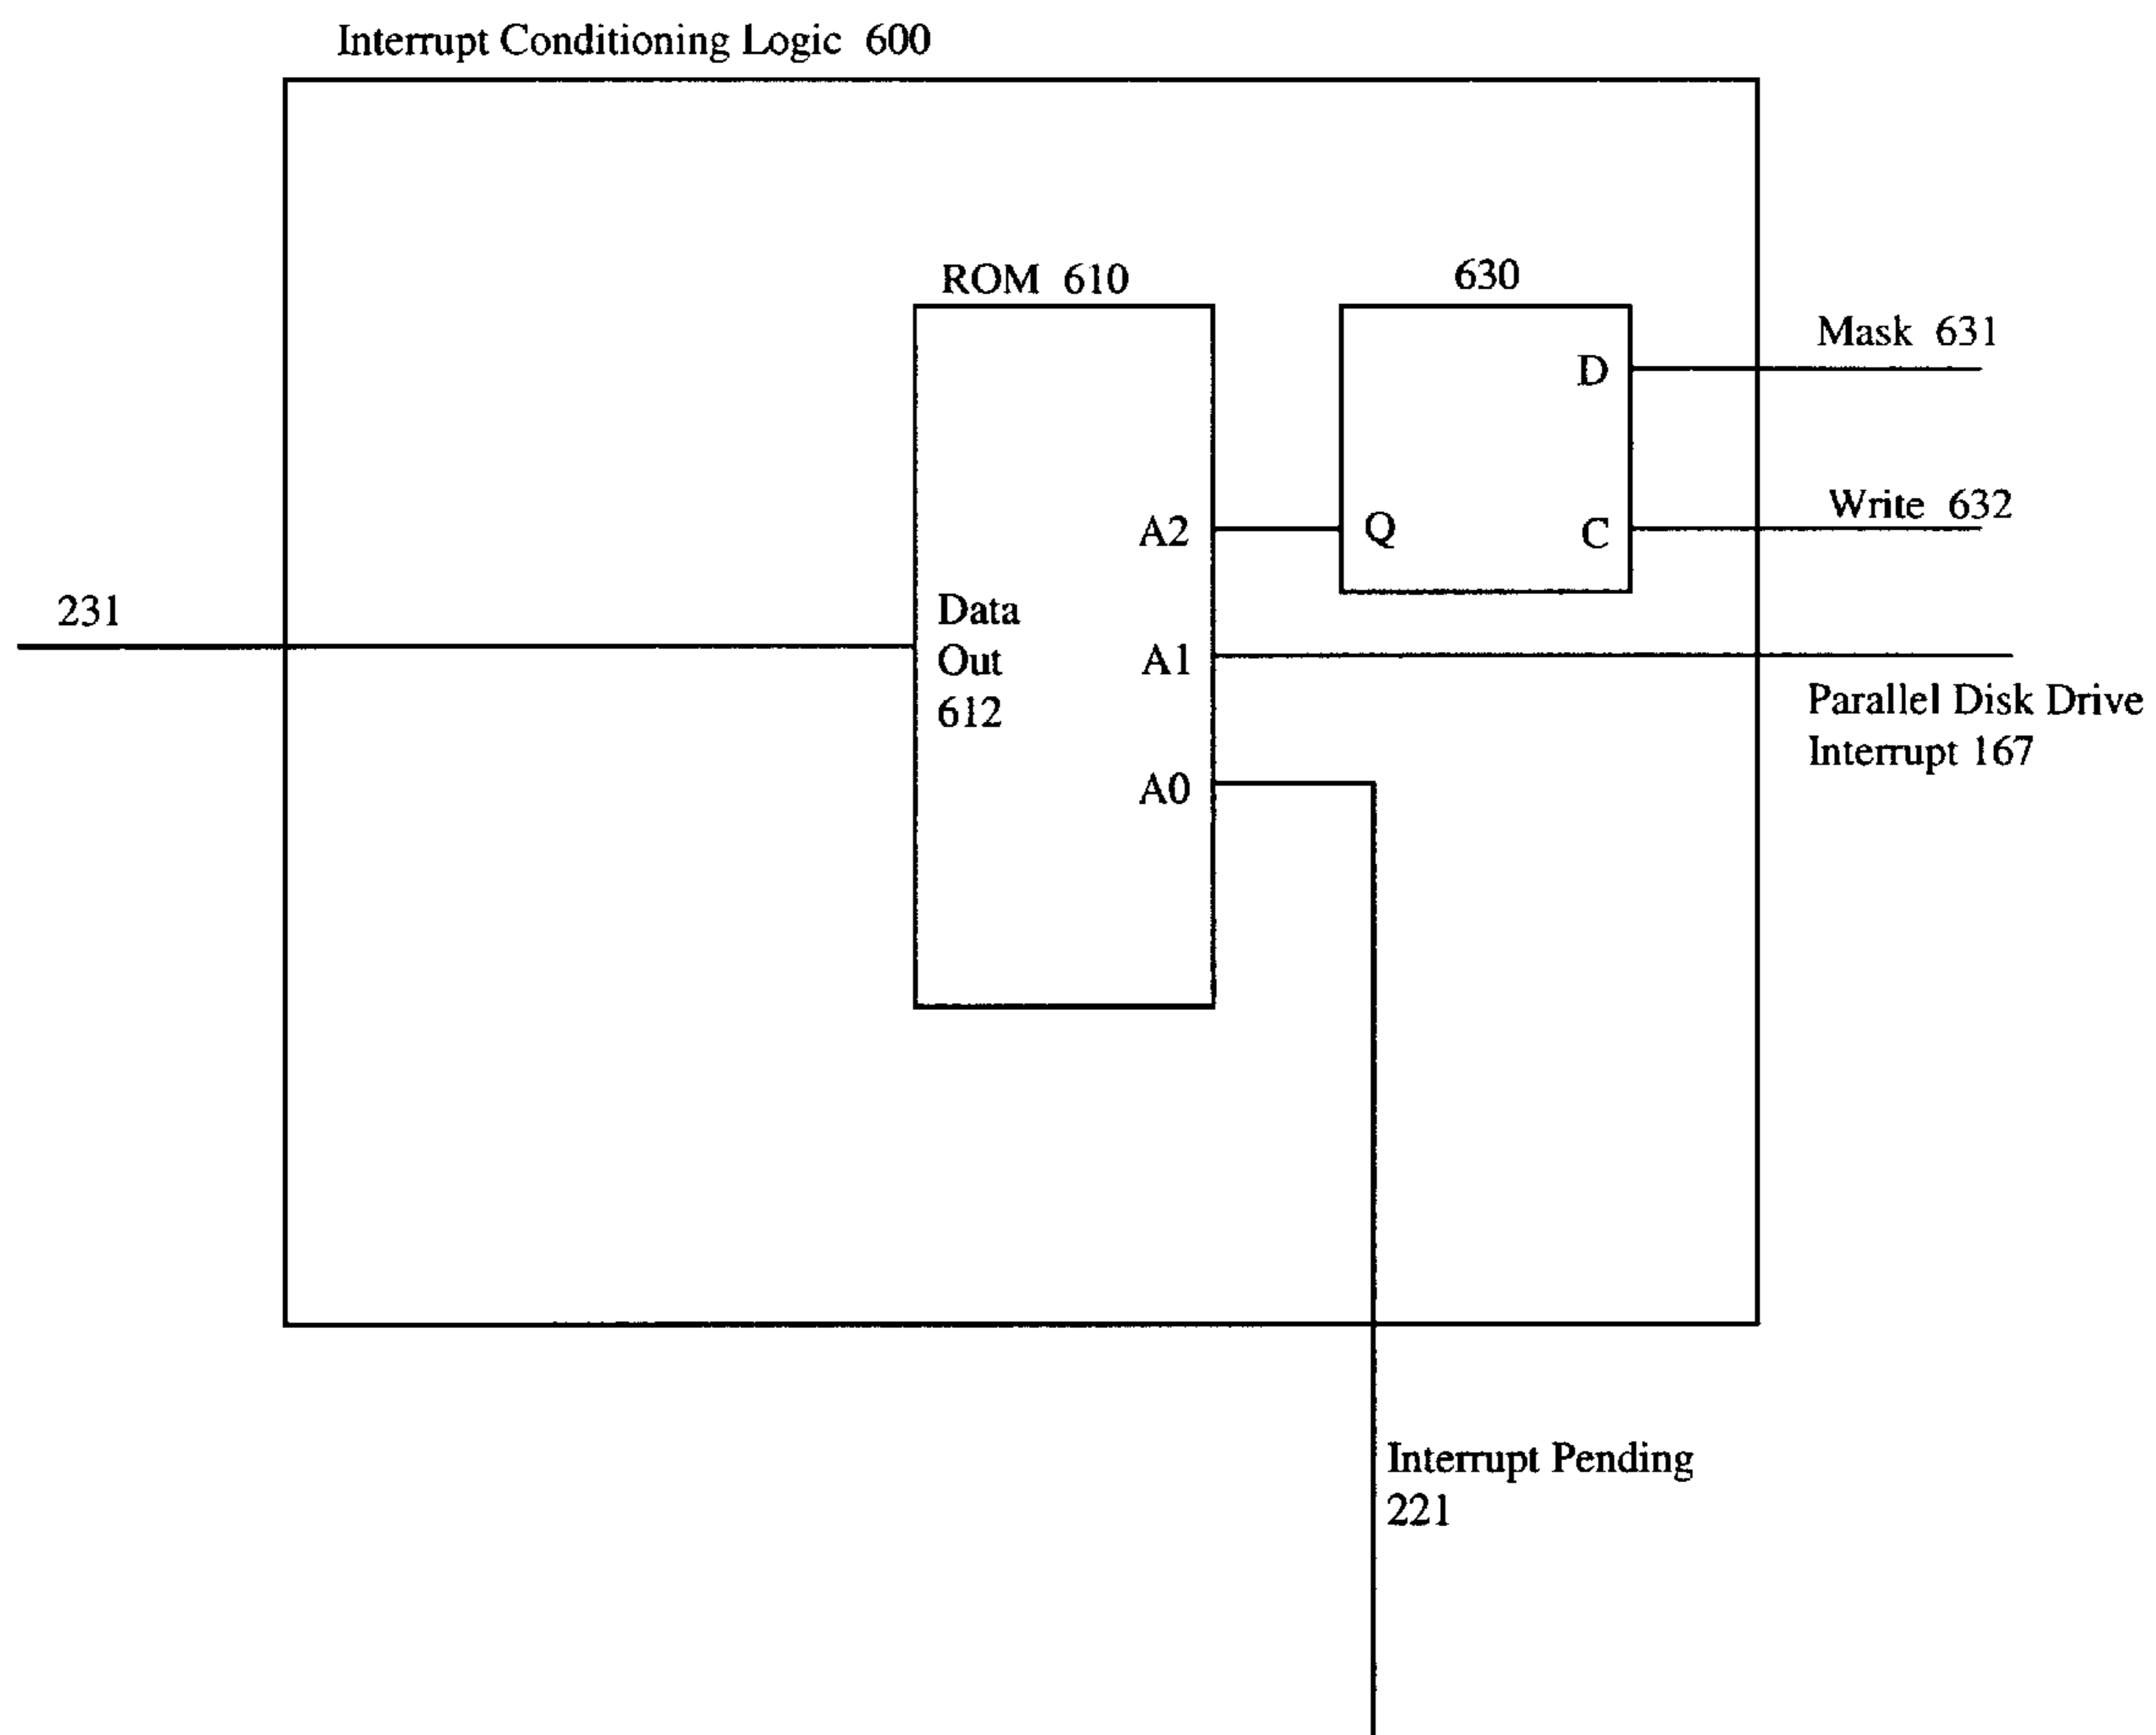 Interrupt Conditioning Logic 600
ROM 610
630
Mask 631
D
Write 632
A2
Q
C
231
Data
Out
612
A1
Parallel Disk Drive
Interrupt 167
A0
Interrupt Pending
221